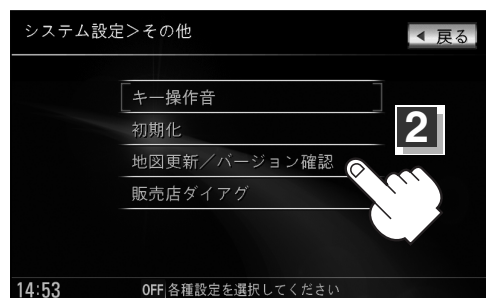 システム設定＞その他
◀ 戻る
キー操作音
初期化
2
地図更新／バージョン確認
販売店ダイアグ
14:53 OFF 各種設定を選択してください